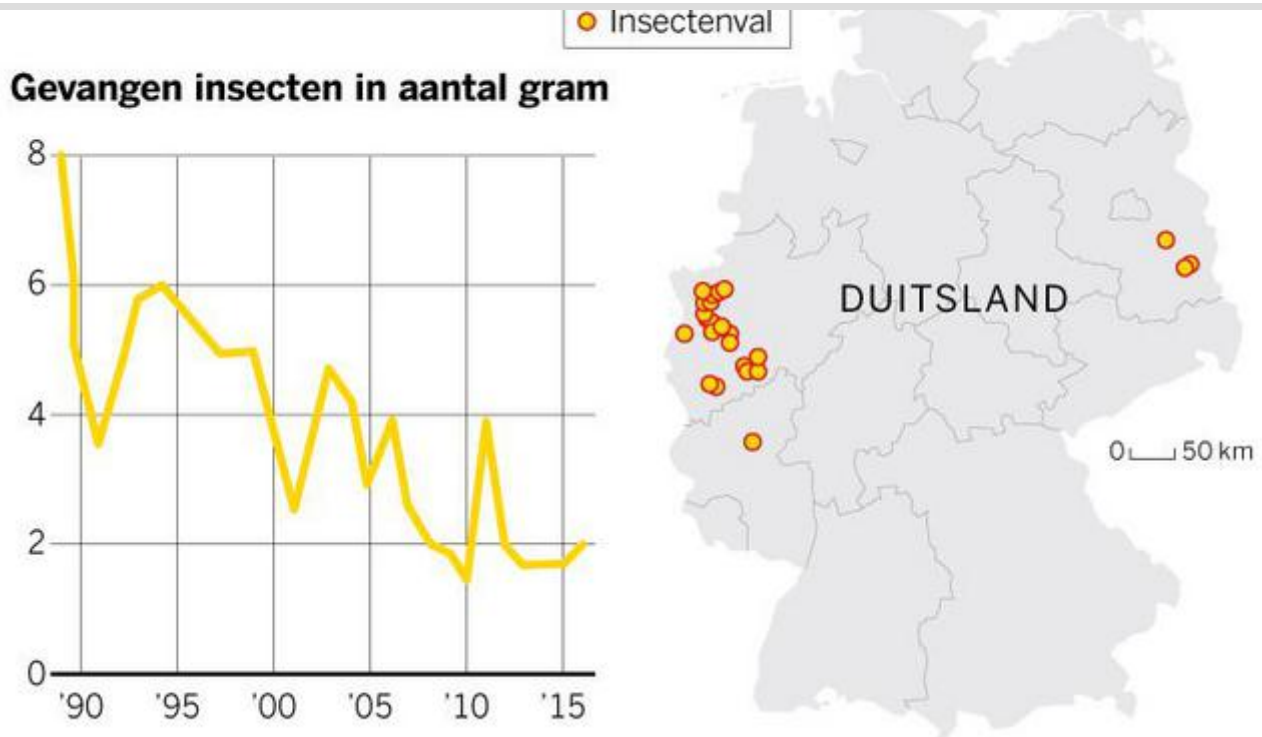 Insectenval
Gevangen insecten in aantal gram
8
6
4
2
0
'90 '95 '00 '05 '10 '15
DUITSLAND
0 50 km